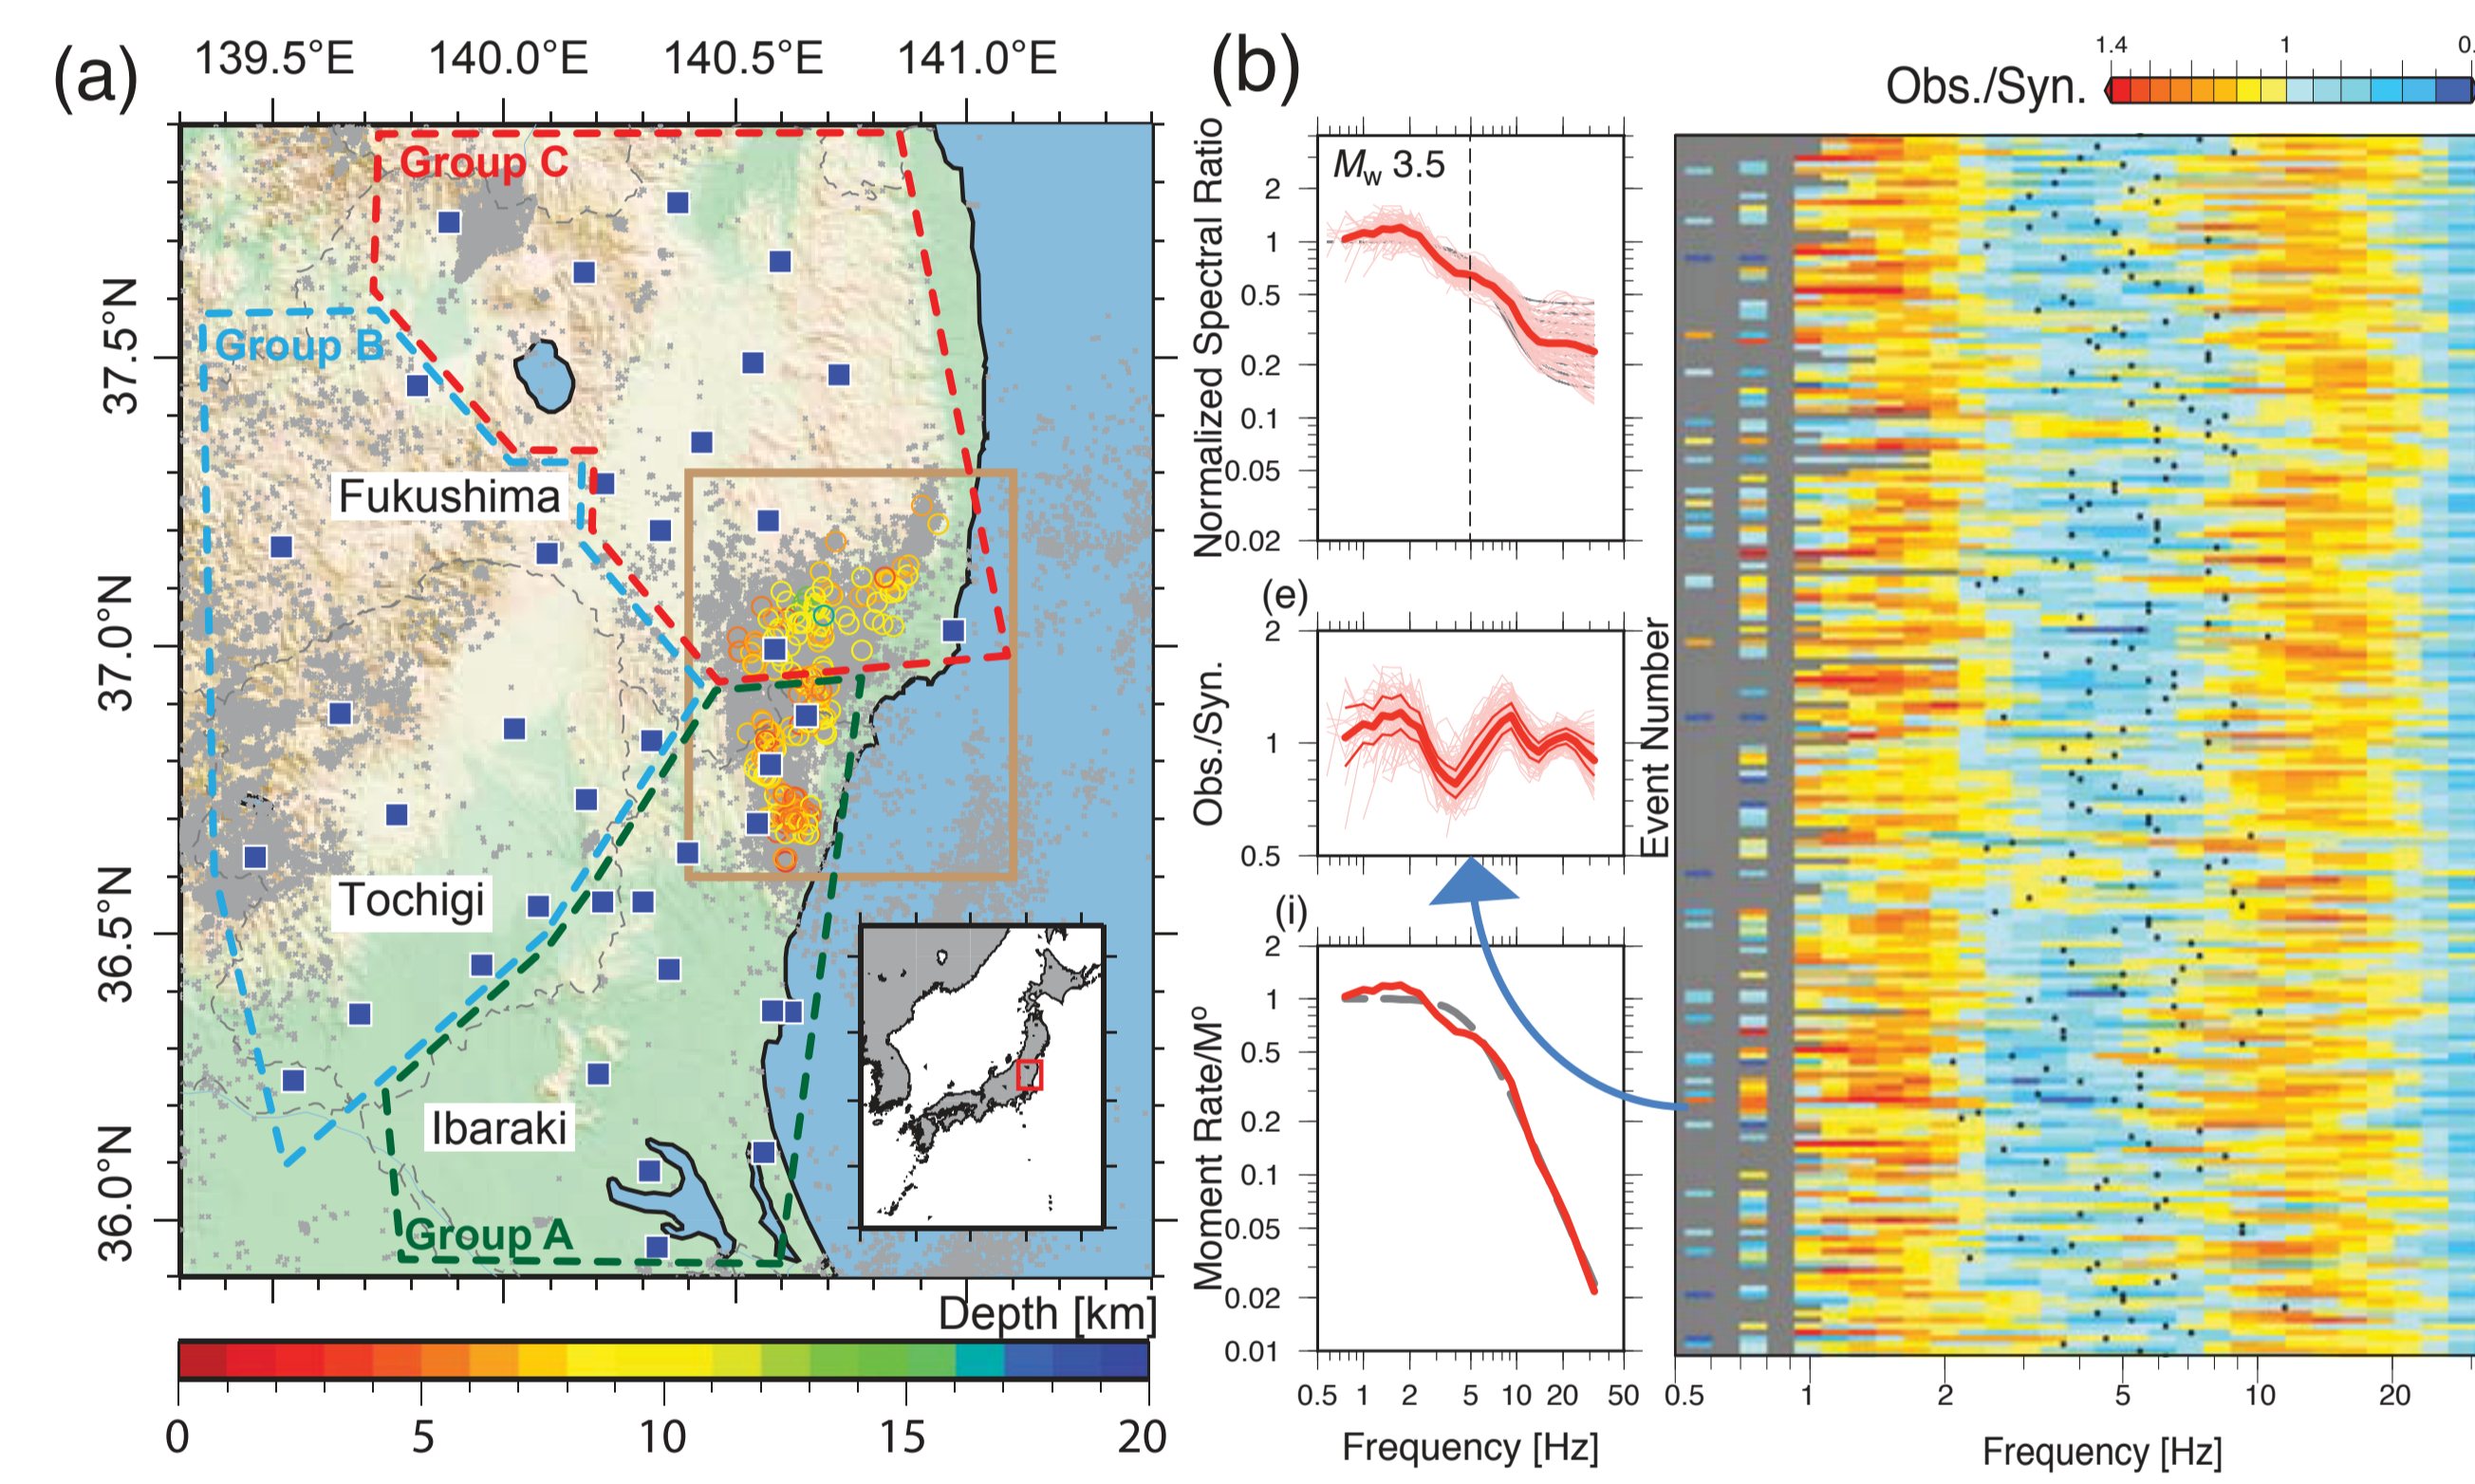 (a)
139.5°E 140.0°E 140.5°E 141.0°E
37.5°N
37.0°N
36.5°N
36.0°N
Group C
Group B
Fukushima
Tochigi
Ibaraki
Group A
Depth [km]
0 5 10 15 20
(b)
Normalized Spectral Ratio
Mw 3.5
2
1
0.5
0.2
0.1
0.05
0.02
(e)
Obs./Syn.
2
1
0.5
(i)
Moment Rate/Mo
2
1
0.5
0.2
0.1
0.05
0.02
0.01
0.5 1 2 5 10 20 50
Frequency [Hz]
Obs./Syn.
1.4 1 0.
Event Number
0.5 1 2 5 10 20
Frequency [Hz]